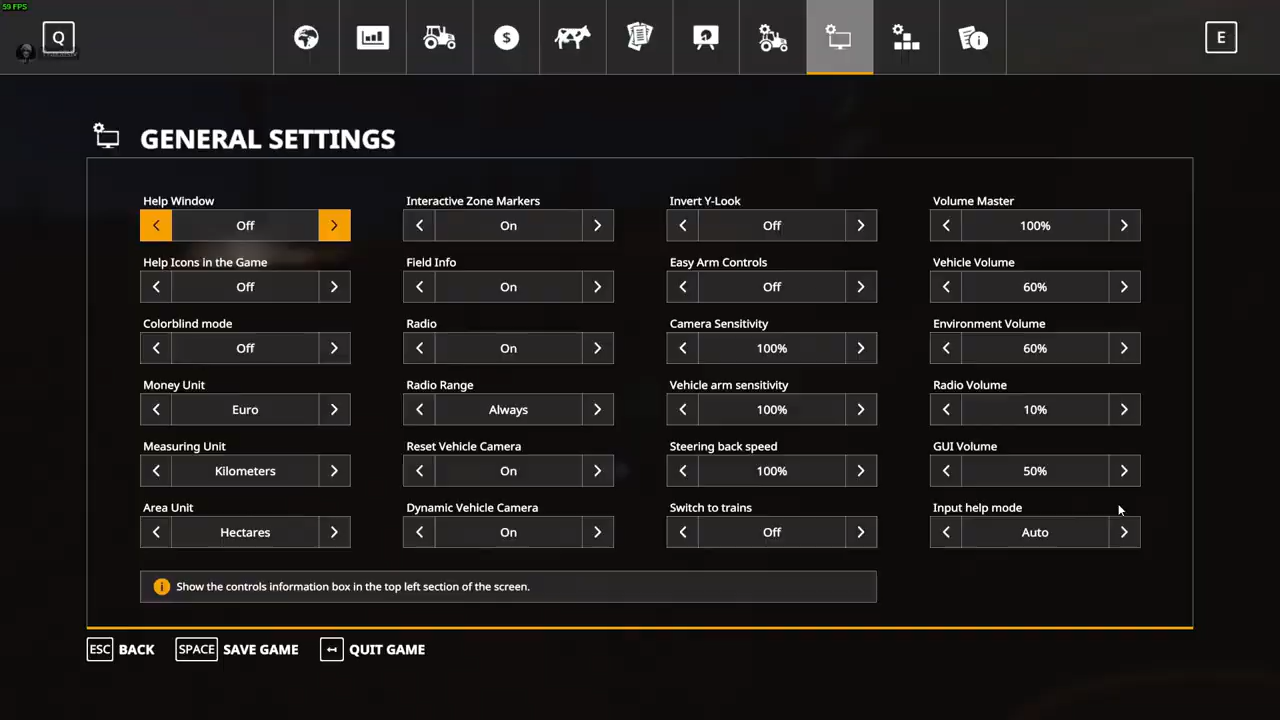 59 FPS
Q
E
GENERAL SETTINGS
Help Window
Off
Help Icons in the Game
Off
Colorblind mode
Off
Money Unit
Euro
Measuring Unit
Kilometers
Area Unit
Hectares
Interactive Zone Markers
On
Field Info
On
Radio
On
Radio Range
Always
Reset Vehicle Camera
On
Dynamic Vehicle Camera
On
Invert Y-Look
Off
Easy Arm Controls
Off
Camera Sensitivity
100%
Vehicle arm sensitivity
100%
Steering back speed
100%
Switch to trains
Off
Volume Master
100%
Vehicle Volume
60%
Environment Volume
60%
Radio Volume
10%
GUI Volume
50%
Input help mode
Auto
Show the controls information box in the top left section of the screen.
ESC BACK SPACE SAVE GAME QUIT GAME